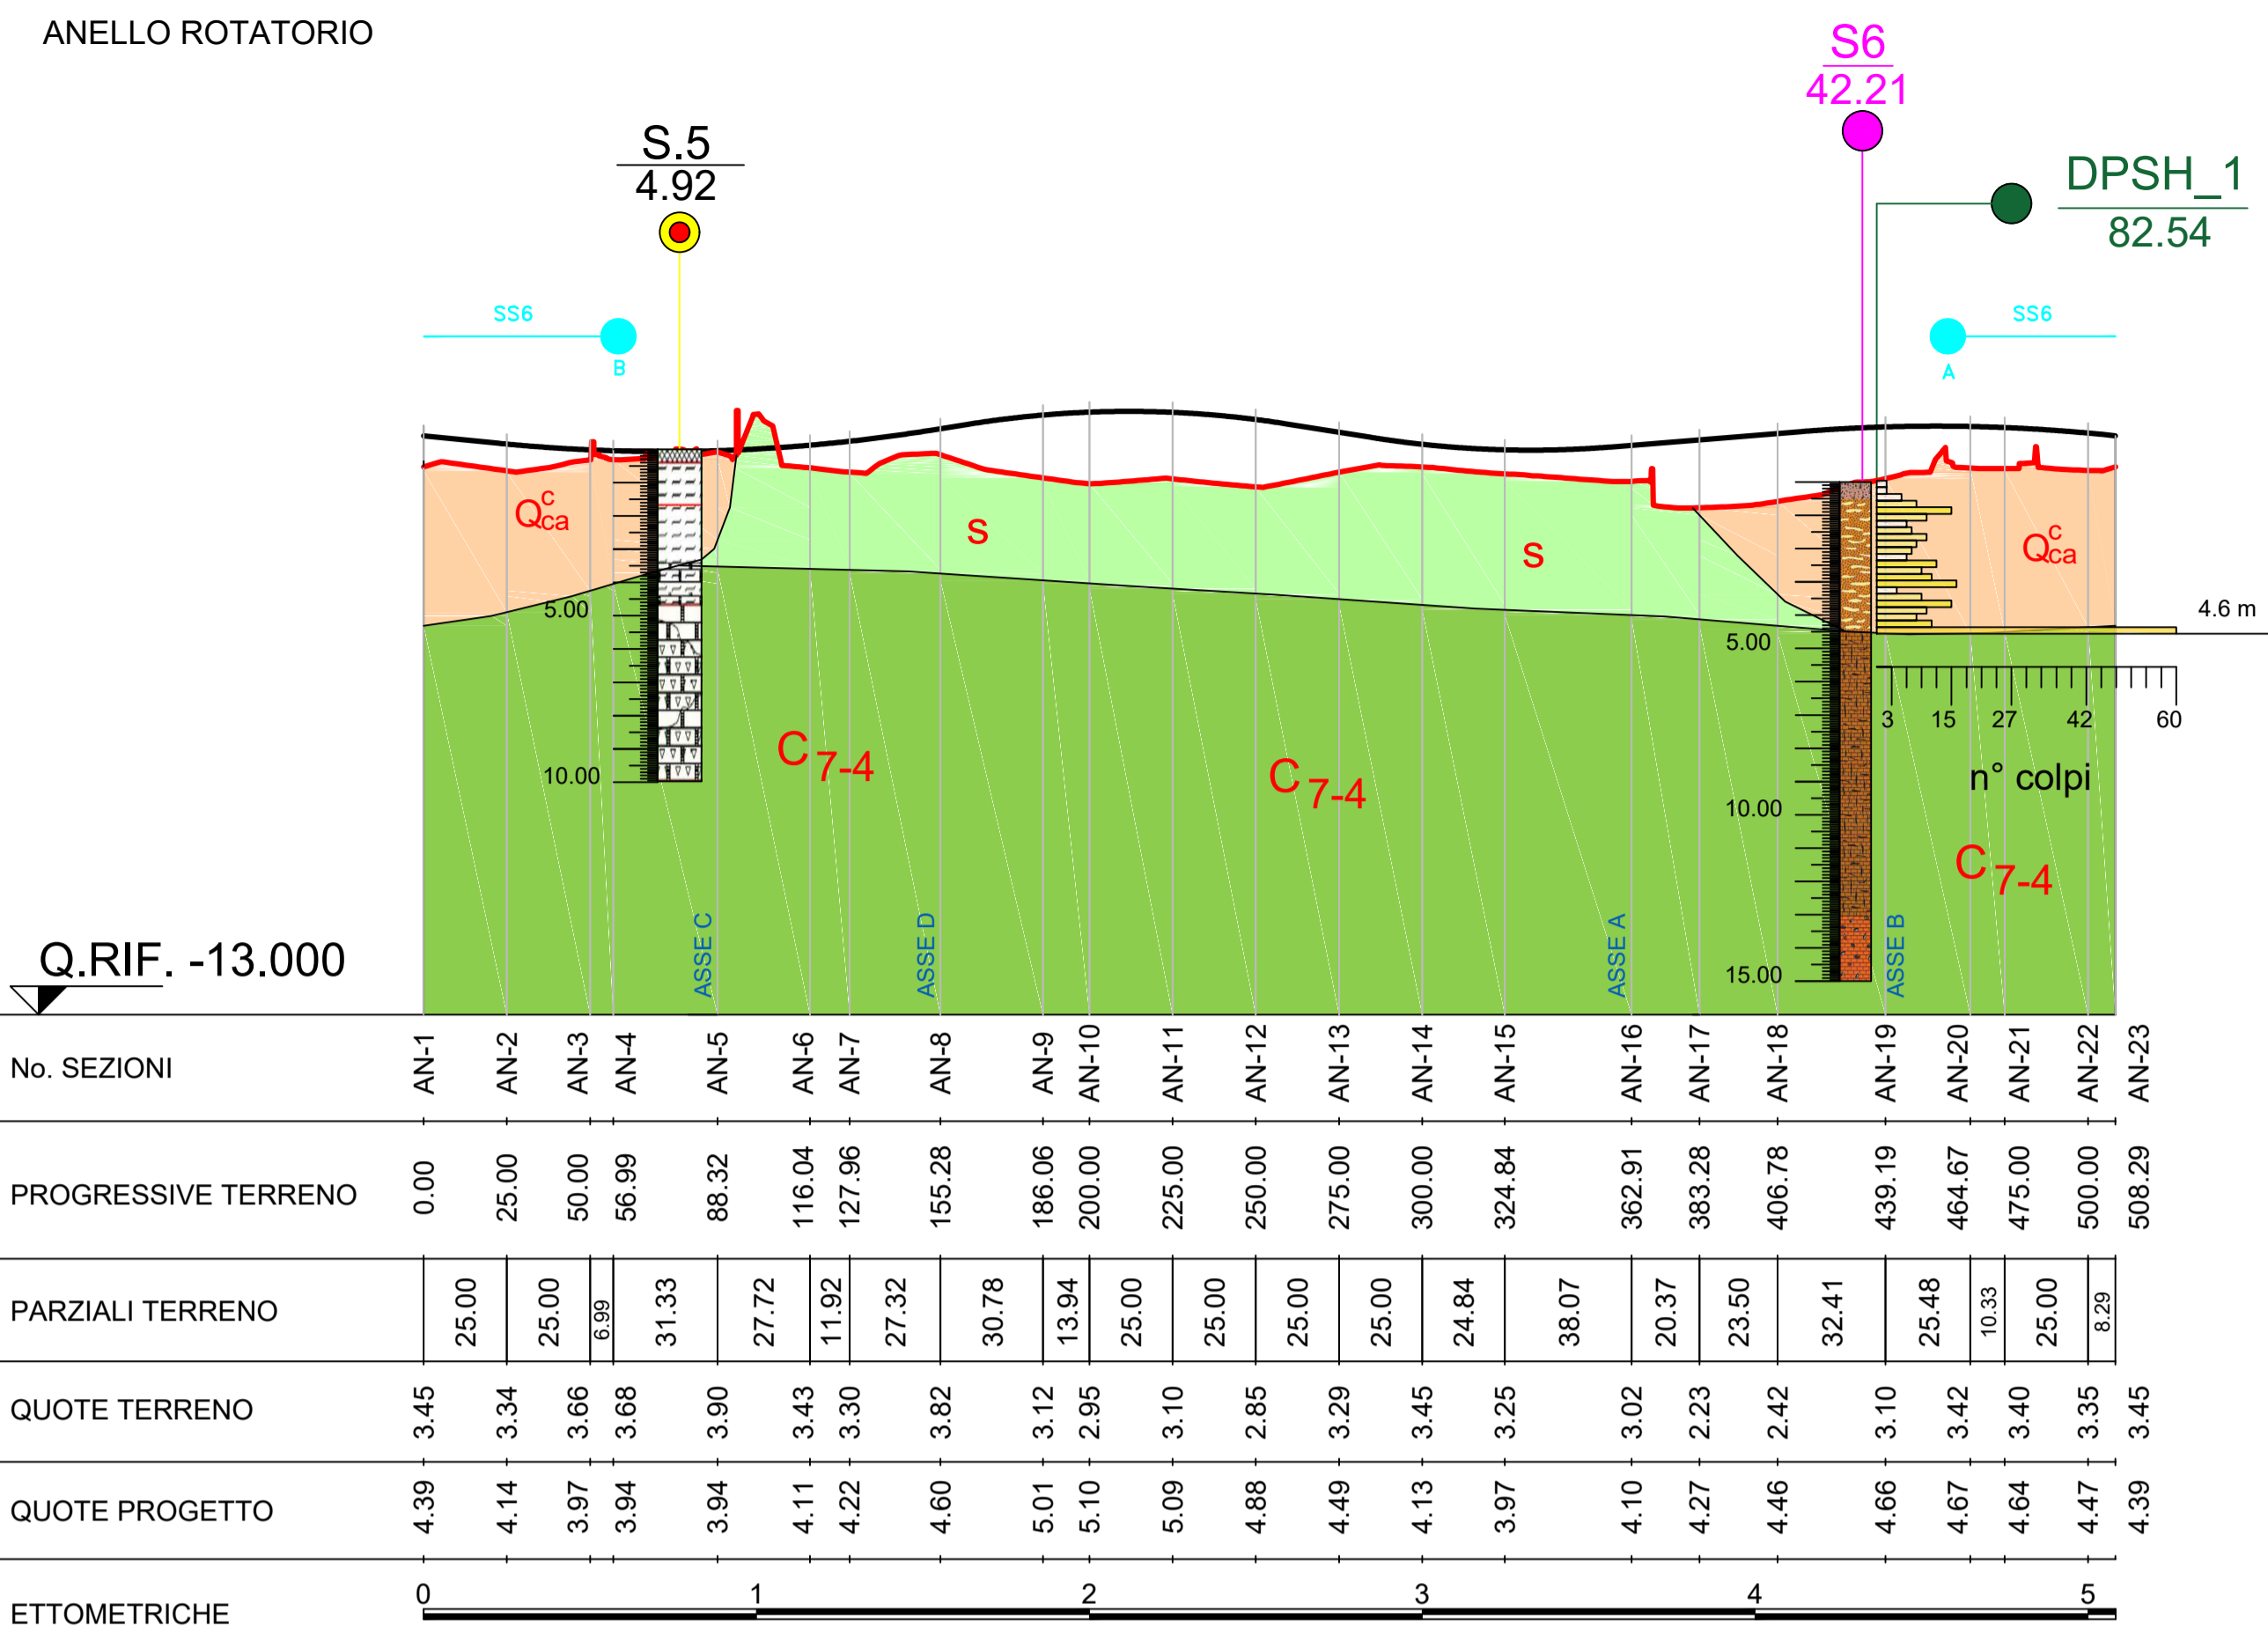 ANELLO ROTATORIO
S6
42.21
S.5
4.92
DPSH_1
82.54
SS6
B
SS6
A
Qcca
s
s
Qcca
5.00
10.00
4.6 m
5.00
10.00
15.00
3 15 27 42 60
n° colpi
C 7-4
C 7-4
C 7-4
ASSE C
ASSE D
ASSE A
ASSE B
Q.RIF. -13.000
No. SEZIONI AN-1 AN-2 AN-3 AN-4 AN-5 AN-6 AN-7 AN-8 AN-9 AN-10 AN-11 AN-12 AN-13 AN-14 AN-15 AN-16 AN-17 AN-18 AN-19 AN-20 AN-21 AN-22 AN-23
PROGRESSIVE TERRENO 0.00 25.00 50.00 56.99 88.32 116.04 127.96 155.28 186.06 200.00 225.00 250.00 275.00 300.00 324.84 362.91 383.28 406.78 439.19 464.67 475.00 500.00 508.29
PARZIALI TERRENO 25.00 25.00 6.99 31.33 27.72 11.92 27.32 30.78 13.94 25.00 25.00 25.00 25.00 24.84 38.07 20.37 23.50 32.41 25.48 10.33 25.00 8.29
QUOTE TERRENO 3.45 3.34 3.66 3.68 3.90 3.43 3.30 3.82 3.12 2.95 3.10 2.85 3.29 3.45 3.25 3.02 2.23 2.42 3.10 3.42 3.40 3.35 3.45
QUOTE PROGETTO 4.39 4.14 3.97 3.94 3.94 4.11 4.22 4.60 5.01 5.10 5.09 4.88 4.49 4.13 3.97 4.10 4.27 4.46 4.66 4.67 4.64 4.47 4.39
ETTOMETRICHE 0 1 2 3 4 5